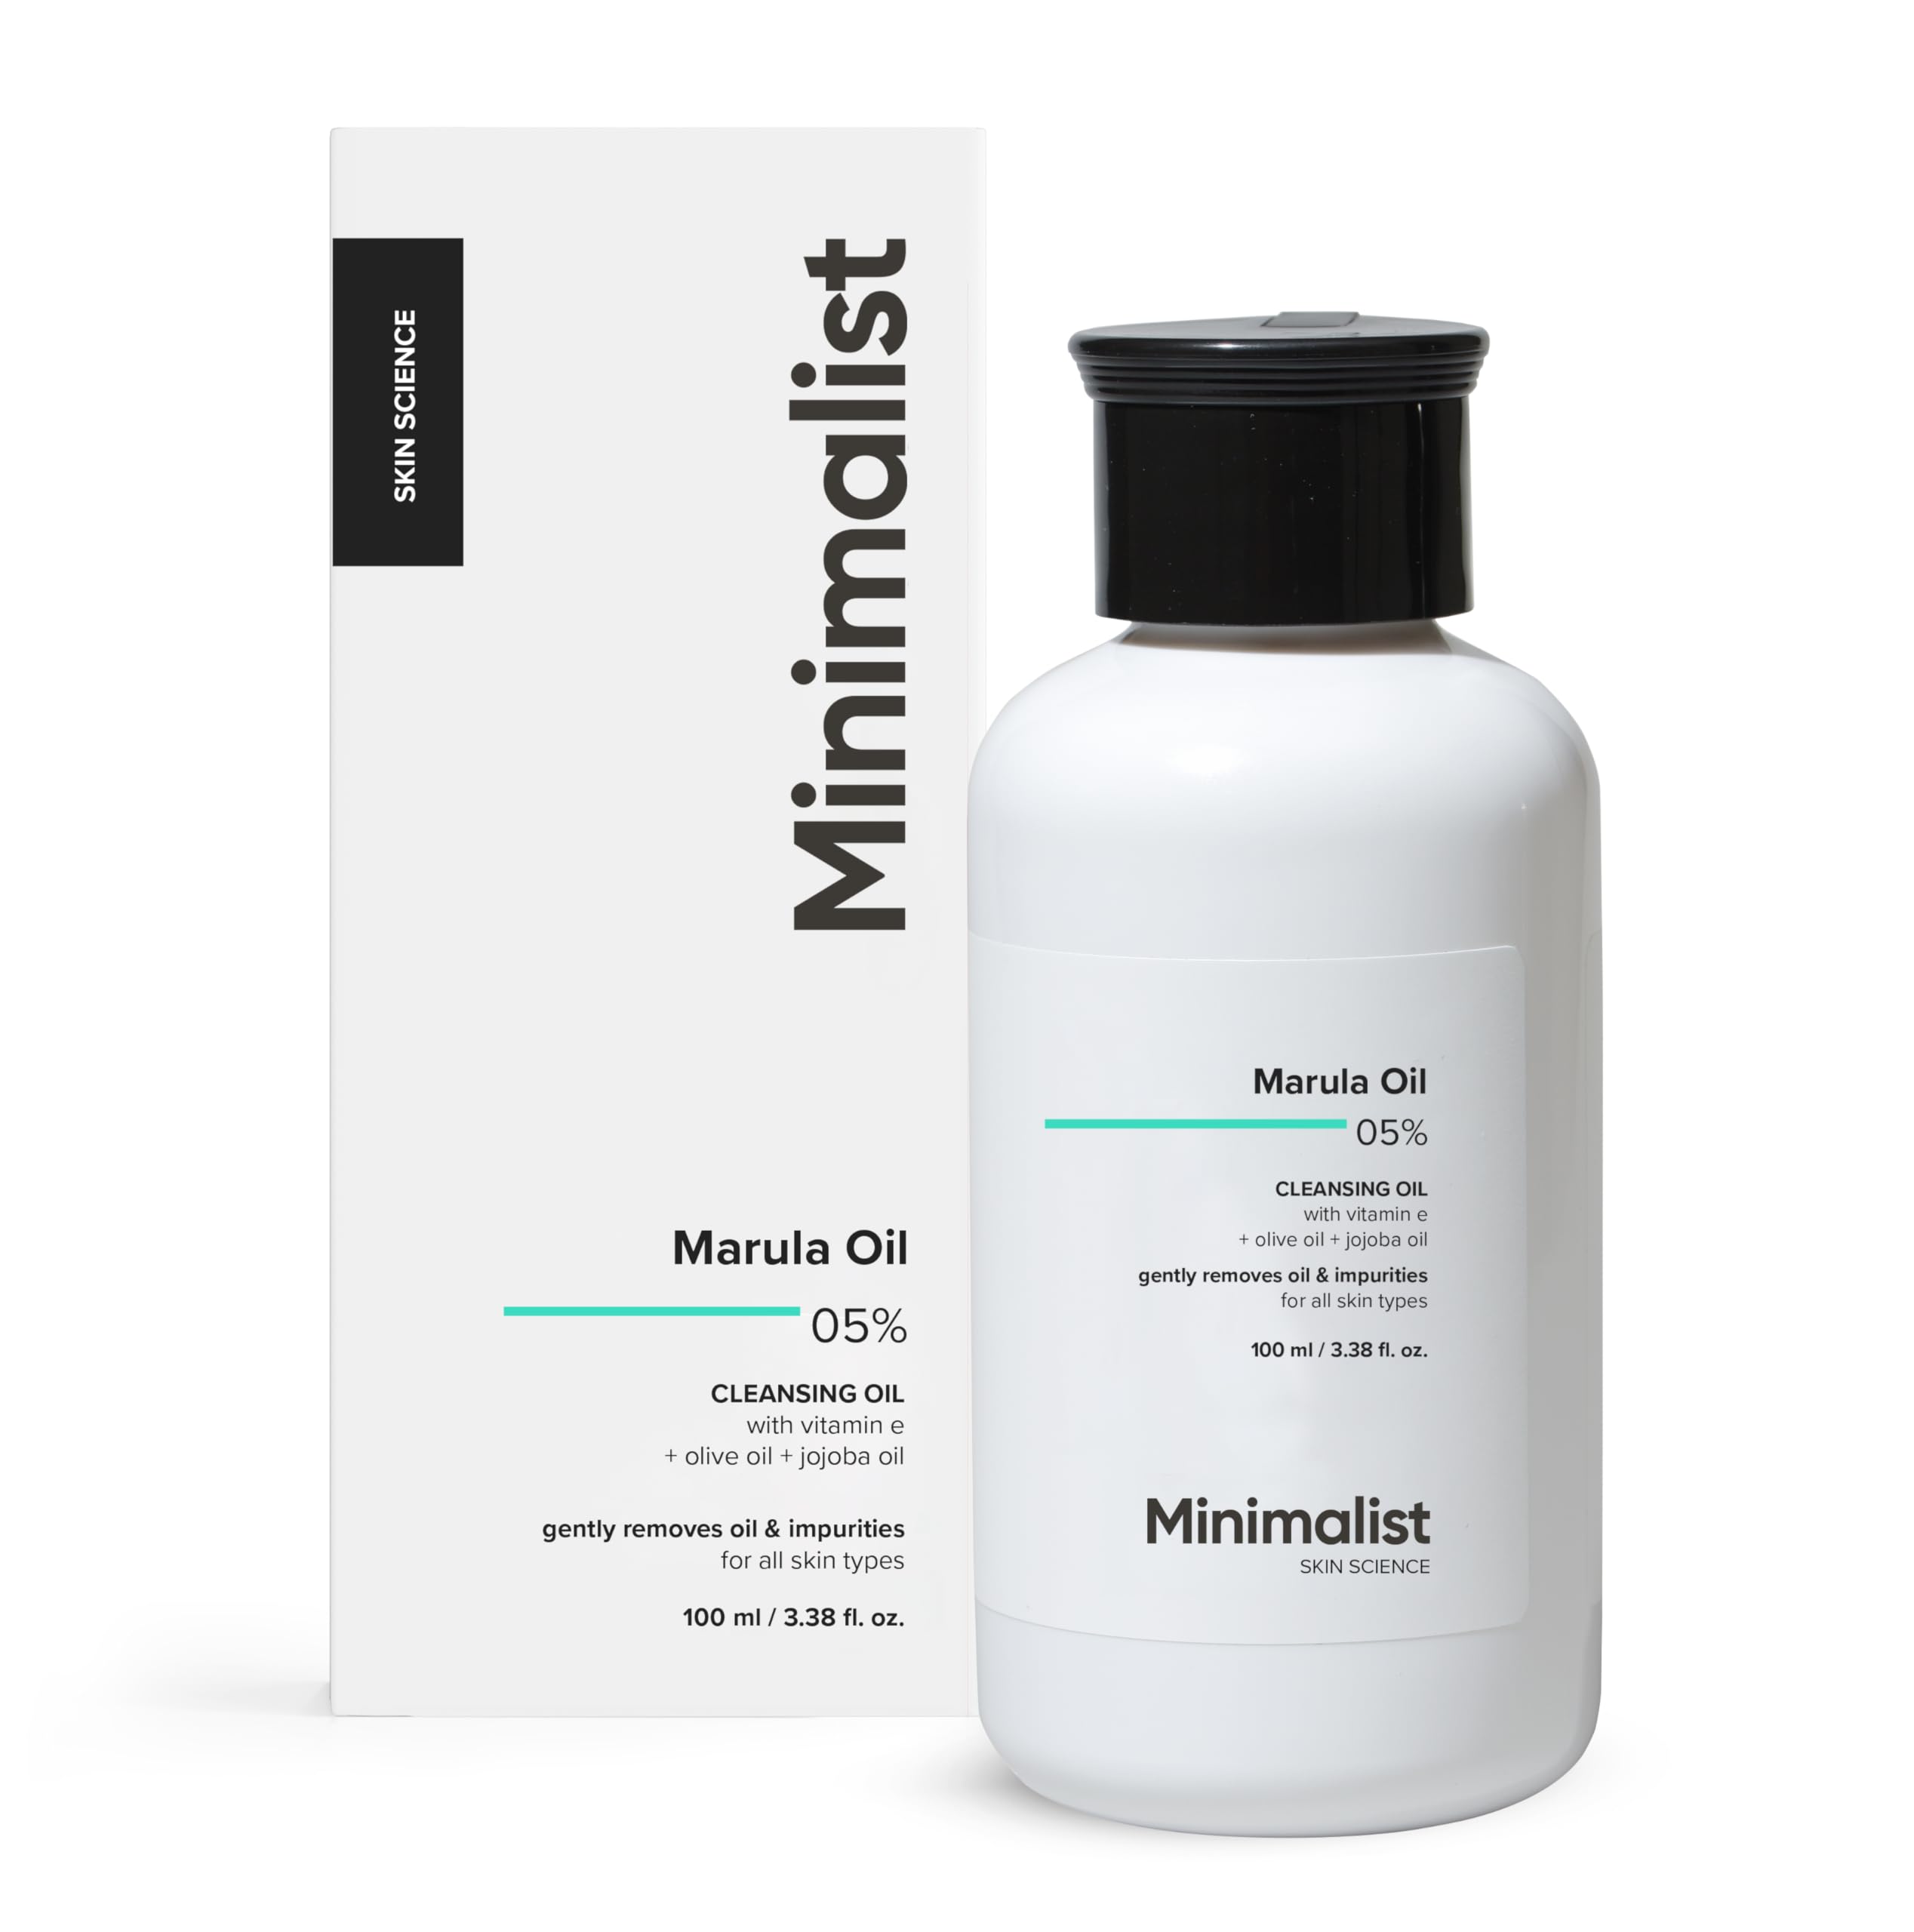 SKIN SCIENCE
Minimalist
Marula Oil
05%
CLEANSING OIL
with vitamin e
+ olive oil + jojoba oil
gently removes oil & impurities
for all skin types
100 ml / 3.38 fl. oz.
Marula Oil
05%
CLEANSING OIL
with vitamin e
+ olive oil + jojoba oil
gently removes oil & impurities
for all skin types
100 ml / 3.38 fl. oz.
Minimalist
SKIN SCIENCE